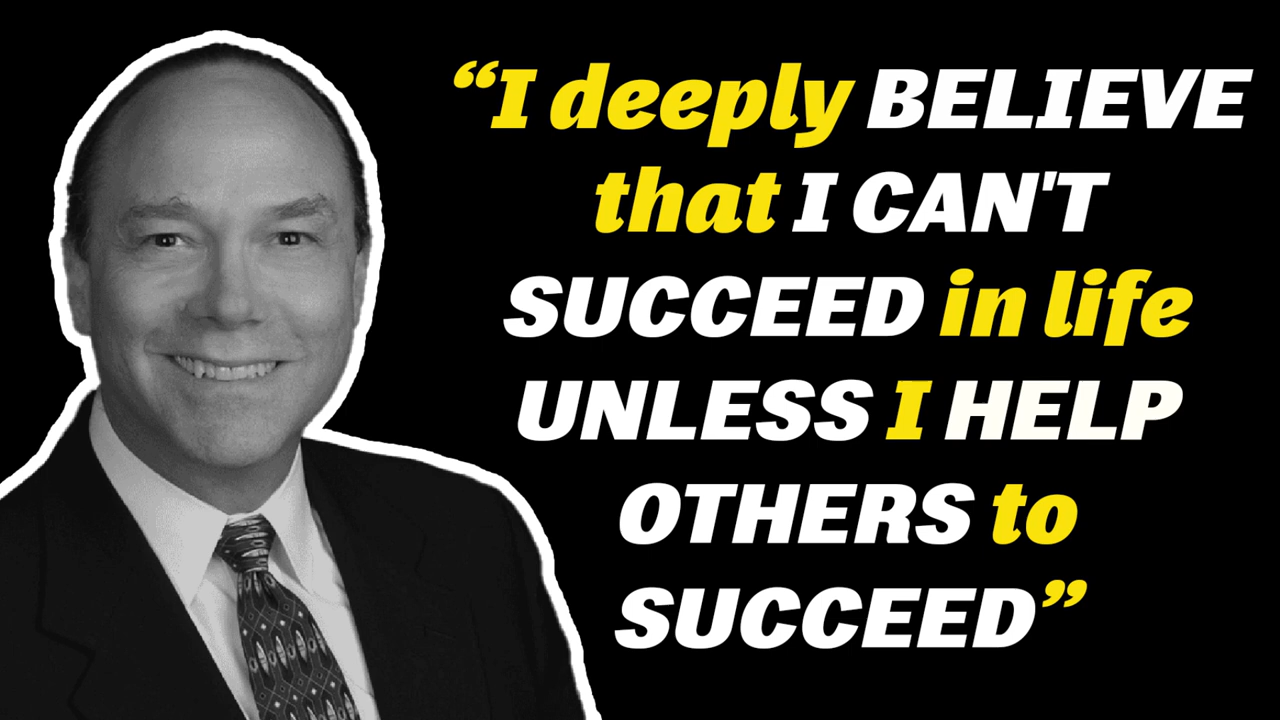 “I deeply BELIEVE
that I CAN'T
SUCCEED in life
UNLESS I HELP
OTHERS to
SUCCEED”